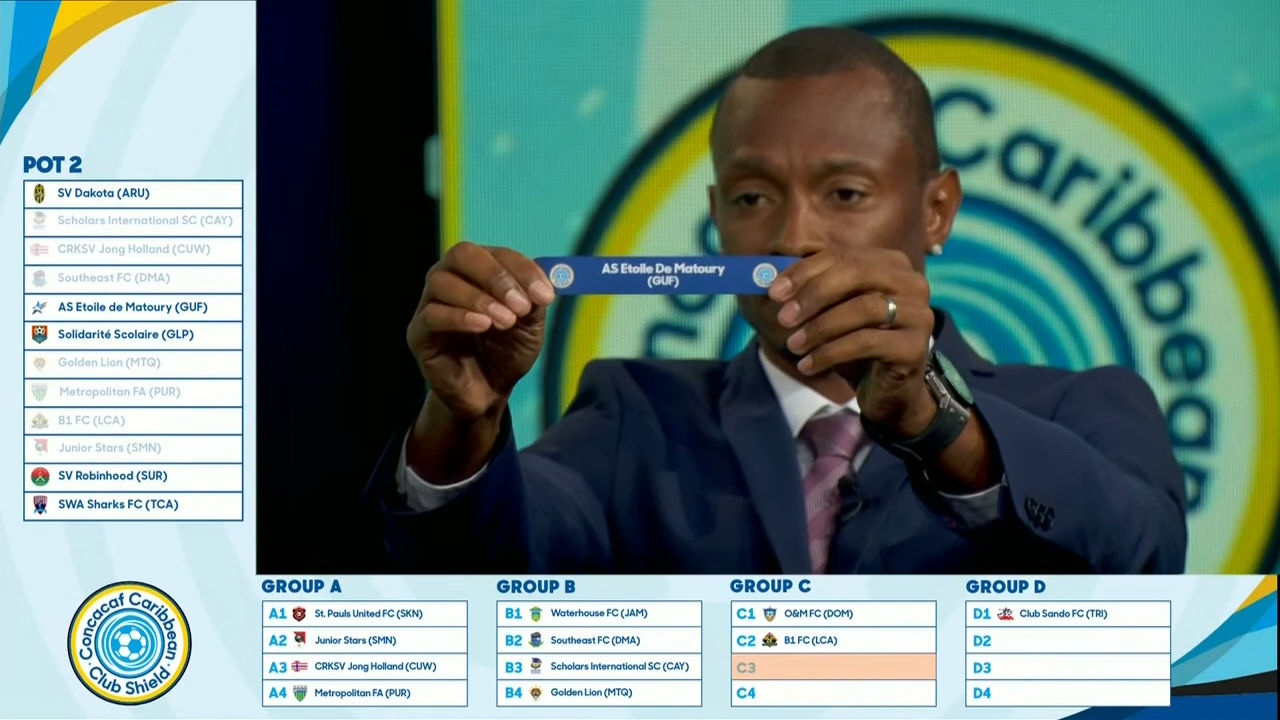 POT 2
SV Dakota (ARU)
Scholars International SC (CAY)
CRKSV Jong Holland (CUW)
Southeast FC (DMA)
AS Etoile de Matoury (GUF)
Solidarité Scolaire (GLP)
Golden Lion (MTQ)
Metropolitan FA (PUR)
B1 FC (LCA)
Junior Stars (SMN)
SV Robinhood (SUR)
SWA Sharks FC (TCA)
Caribbean
AS Etoile De Matoury
(GUF)
Concacaf Caribbean
Club Shield
GROUP A
A1 St. Pauls United FC (SKN)
A2 Junior Stars (SMN)
A3 CRKSV Jong Holland (CUW)
A4 Metropolitan FA (PUR)
GROUP B
B1 Waterhouse FC (JAM)
B2 Southeast FC (DMA)
B3 Scholars International SC (CAY)
B4 Golden Lion (MTQ)
GROUP C
C1 O&M FC (DOM)
C2 B1 FC (LCA)
C3
C4
GROUP D
D1 Club Sando FC (TRI)
D2
D3
D4